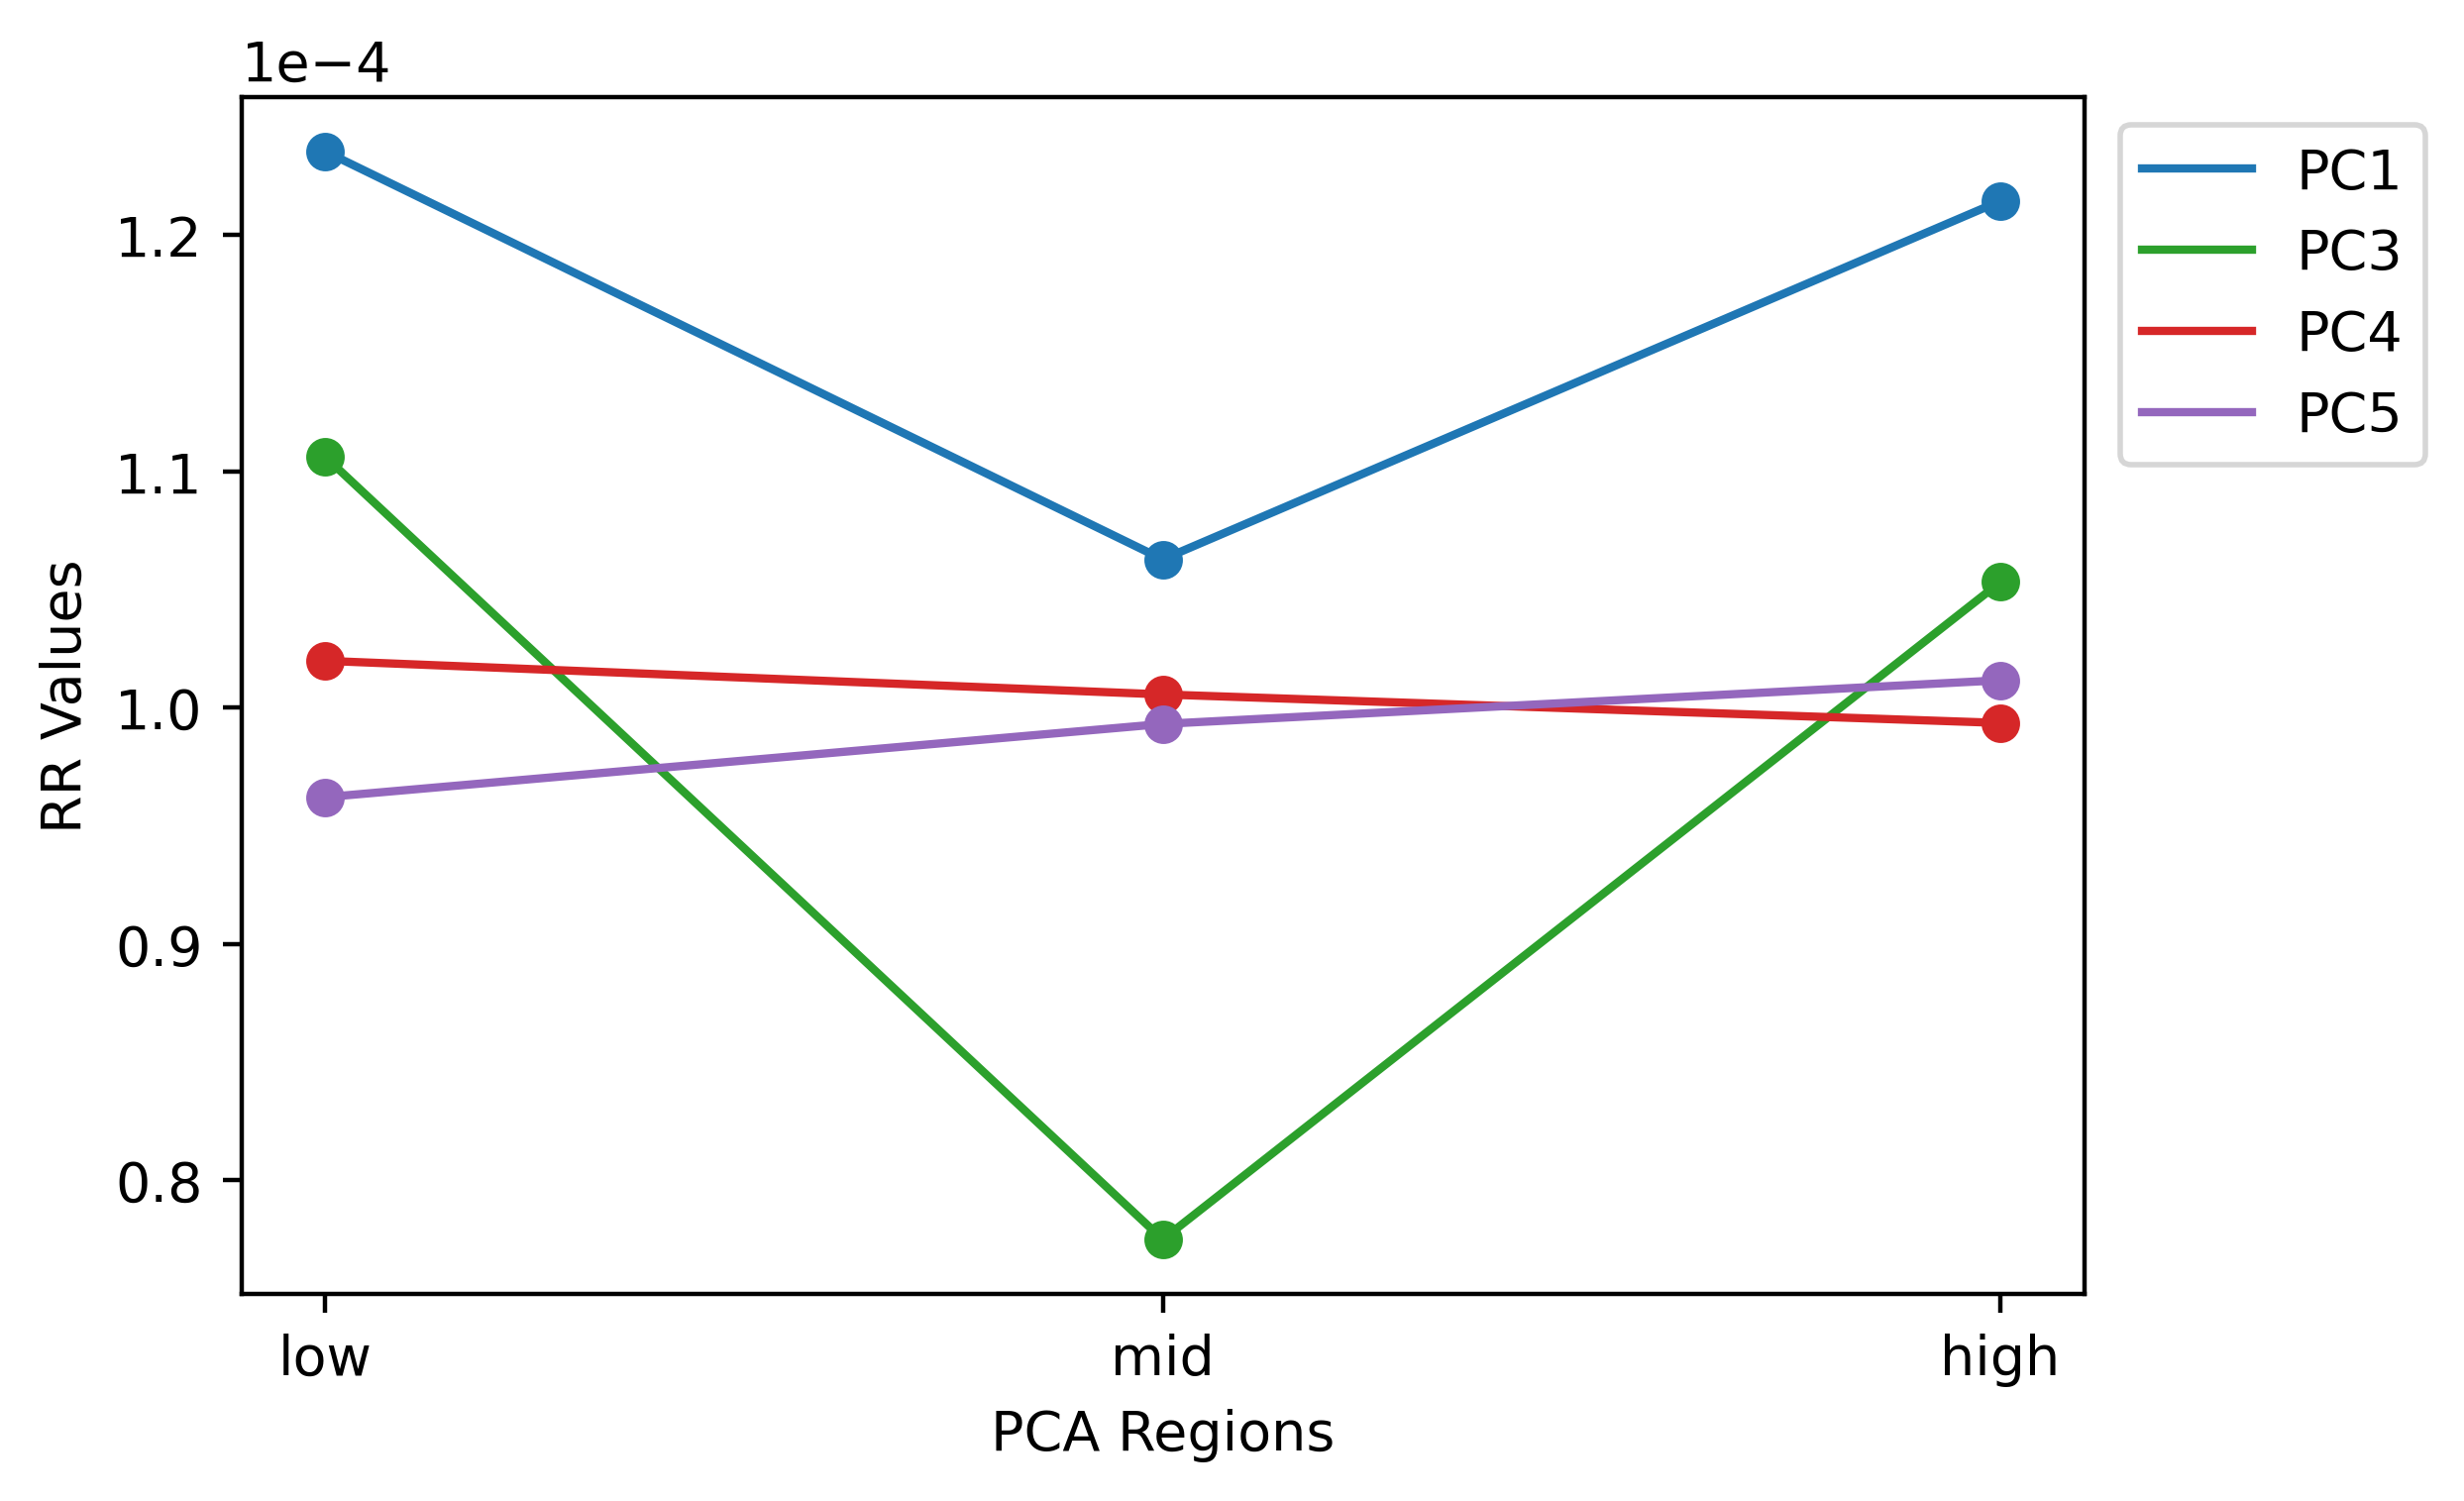 1e−4
1.2
1.1
1.0
0.9
0.8
RR Values
low
mid
high
PCA Regions
PC1
PC3
PC4
PC5